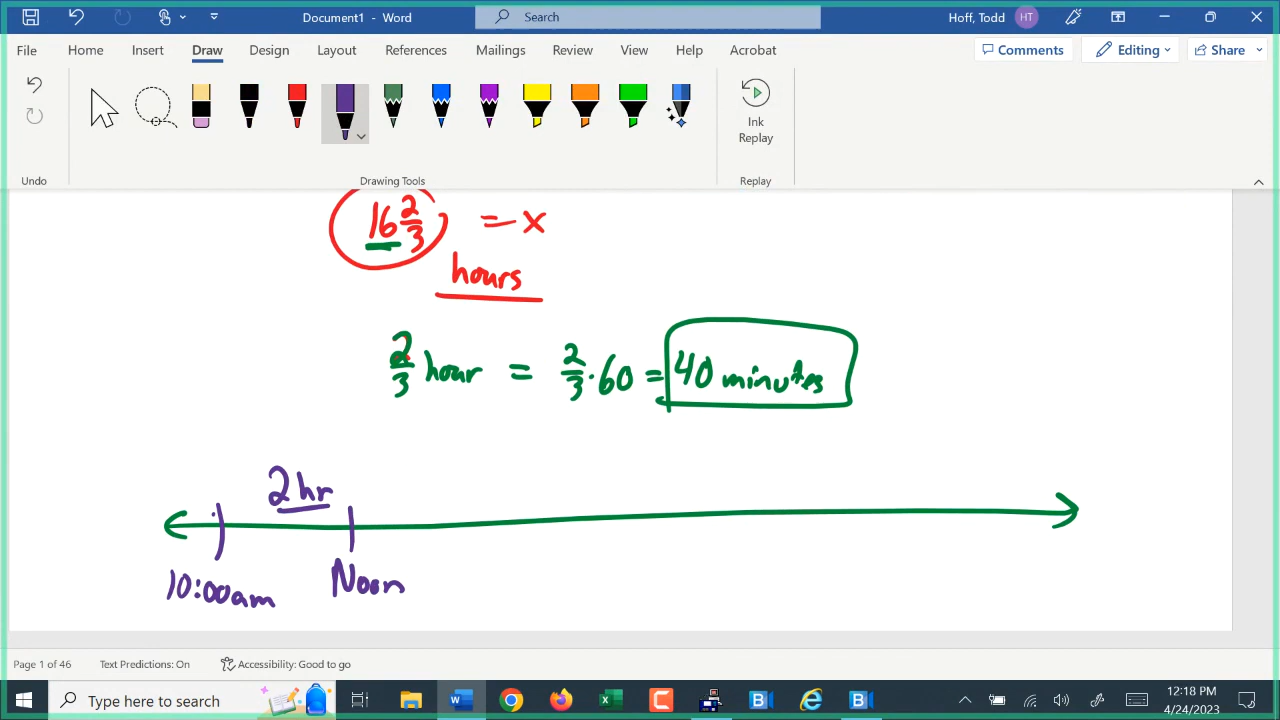 Document1 - Word
Search
Hoff, Todd HT
File Home Insert Draw Design Layout References Mailings Review View Help Acrobat Comments Editing Share
Ink
Replay
Undo Drawing Tools Replay
16 2/3 = x
hours
2/3 hour = 2/3 · 60 = 40 minutes
2 hr
10:00am Noon
Page 1 of 46 Text Predictions: On Accessibility: Good to go
Type here to search
12:18 PM
4/24/2023